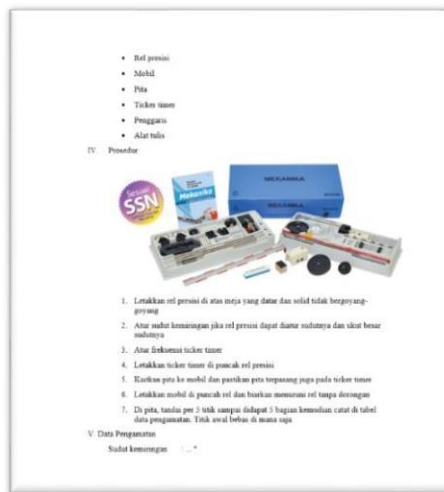 • Rel presisi
• Mobil
• Pita
• Ticker timer
• Penggaris
• Alat tulis
IV. Prosedur
Sesuai
SSN
Mekanika
MEKANIKA
MEKANIKA
1. Letakkan rel presisi di atas meja yang datar dan solid tidak bergoyang-
goyang
2. Atur sudut kemiringan jika rel presisi dapat diatur sudutnya dan ukut besar
sudutnya
3. Atur frekuensi ticker timer
4. Letakkan ticker timer di puncak rel presisi
5. Kaitkan pita ke mobil dan pastikan pita terpasang juga pada ticker timer
6. Letakkan mobil di puncak rel dan biarkan menuruni rel tanpa dorongan
7. Di pita, tandai per 5 titik sampai didapat 5 bagian kemudian catat di tabel
data pengamatan. Titik awal bebas di mana saja
V. Data Pengamatan
Sudut kemiringan : ... °